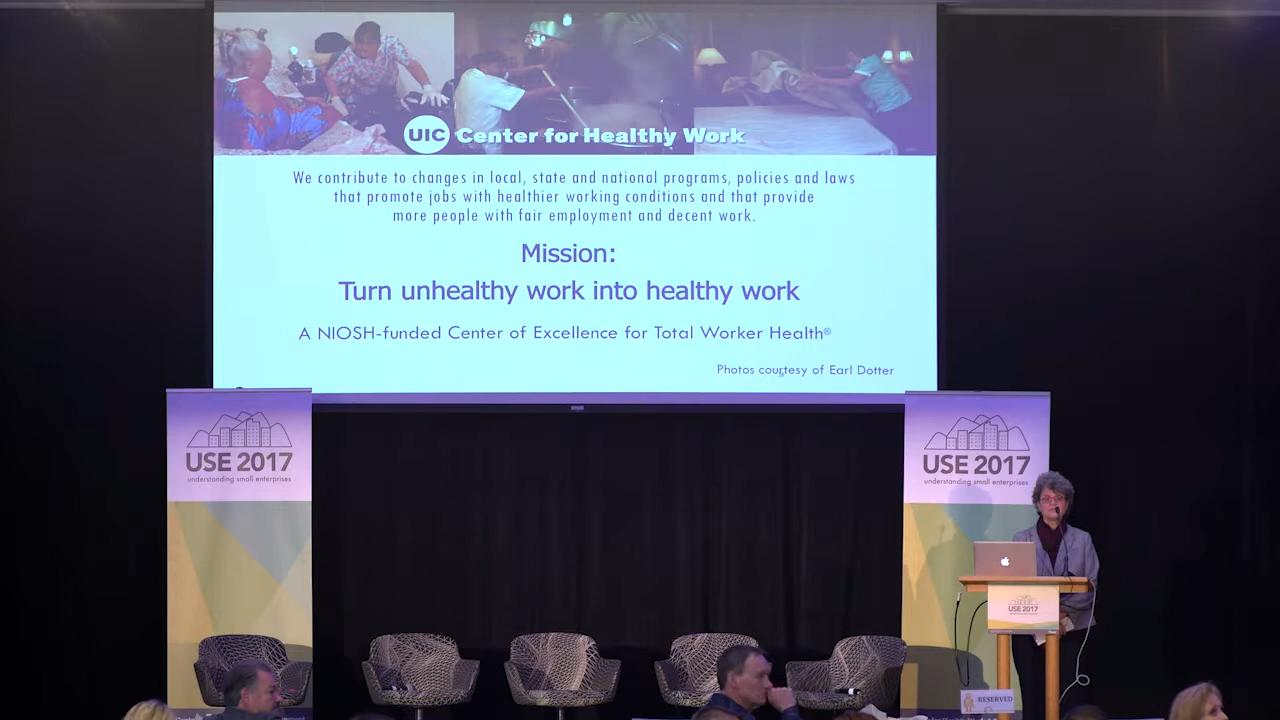 UIC Center for Healthy Work
We contribute to changes in local, state and national programs, policies and laws
that promote jobs with healthier working conditions and that provide
more people with fair employment and decent work.
Mission:
Turn unhealthy work into healthy work
A NIOSH-funded Center of Excellence for Total Worker Health®
Photos courtesy of Earl Dotter
USE 2017
understanding small enterprises
USE 2017
understanding small enterprises
USE 2017
RESERVED